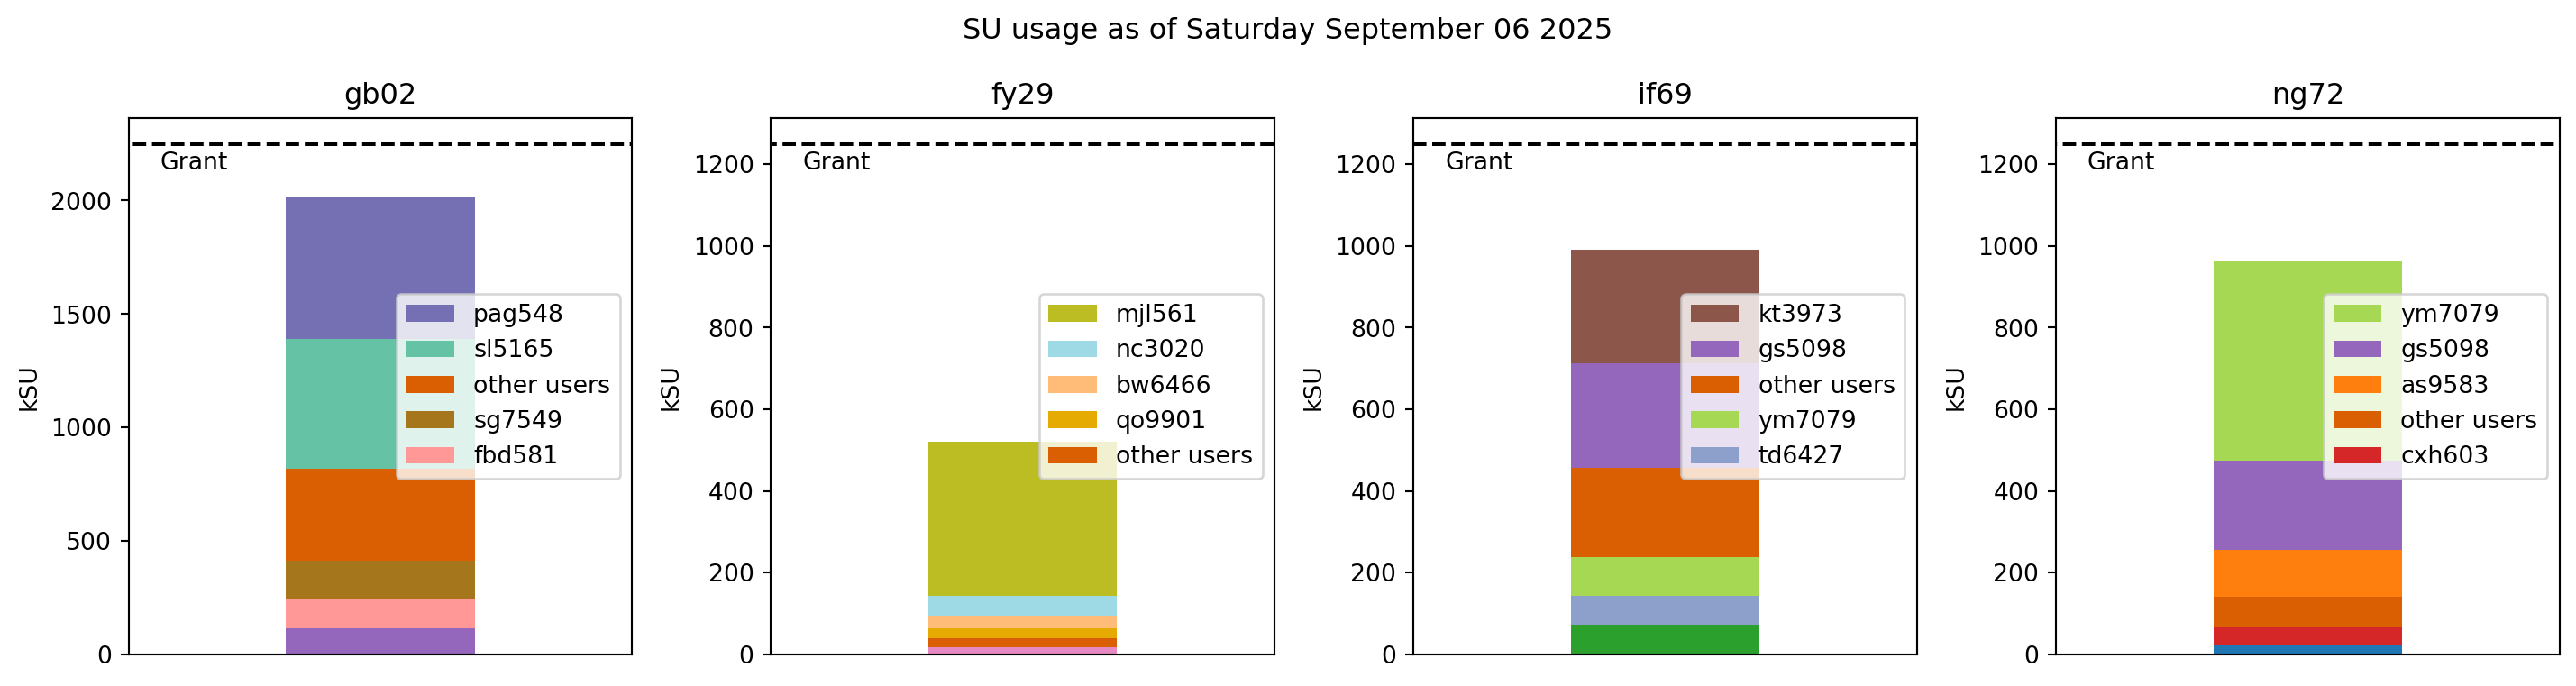 SU usage as of Saturday September 06 2025
gb02
Grant
2000
1500
1000
500
0
kSU
pag548
sl5165
other users
sg7549
fbd581
fy29
Grant
1200
1000
800
600
400
200
0
kSU
mjl561
nc3020
bw6466
qo9901
other users
if69
Grant
1200
1000
800
600
400
200
0
kSU
kt3973
gs5098
other users
ym7079
td6427
ng72
Grant
1200
1000
800
600
400
200
0
kSU
ym7079
gs5098
as9583
other users
cxh603